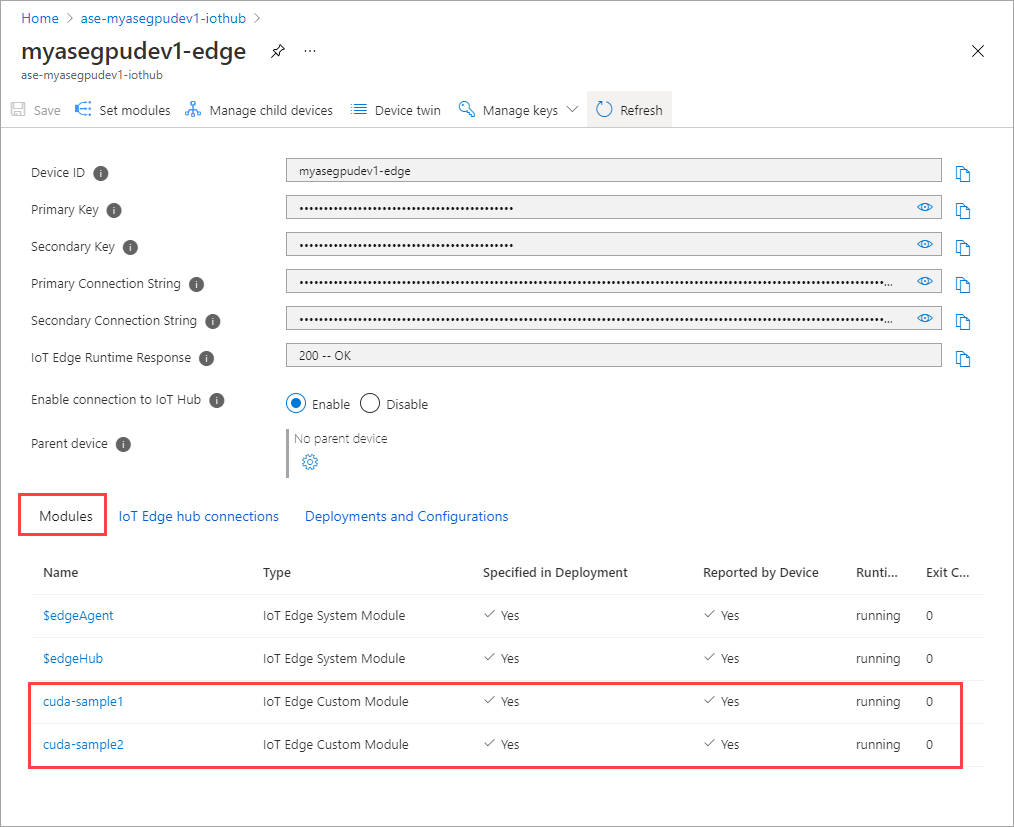 Home > ase-myasegpudev1-iothub >
myasegpudev1-edge ...
ase-myasegpudev1-iothub
Save Set modules Manage child devices Device twin Manage keys Refresh
Device ID myasegpudev1-edge
Primary Key
Secondary Key
Primary Connection String ...
Secondary Connection String ...
IoT Edge Runtime Response 200 -- OK
Enable connection to IoT Hub Enable Disable
Parent device No parent device
Modules IoT Edge hub connections Deployments and Configurations
Name Type Specified in Deployment Reported by Device Runti... Exit C...
$edgeAgent IoT Edge System Module Yes Yes running 0
$edgeHub IoT Edge System Module Yes Yes running 0
cuda-sample1 IoT Edge Custom Module Yes Yes running 0
cuda-sample2 IoT Edge Custom Module Yes Yes running 0